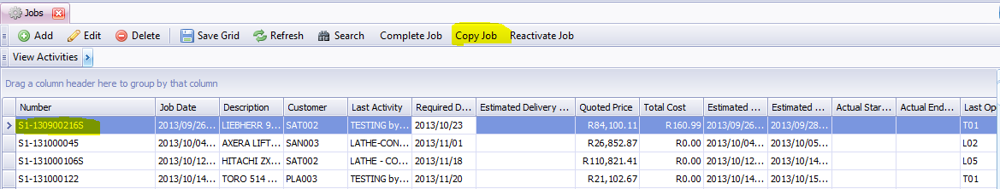 Jobs
Add Edit Delete Save Grid Refresh Search Complete Job Copy Job Reactivate Job
View Activities
Drag a column header here to group by that column
Number Job Date Description Customer Last Activity Required D... Estimated Delivery ... Quoted Price Total Cost Estimated ... Estimated ... Actual Star... Actual End... Last Op
S1-130900216S 2013/09/26... LIEBHERR 9... SAT002 TESTING by... 2013/10/23 R84,100.11 R160.99 2013/09/26... 2013/09/28... T01
S1-131000045 2013/10/04... AXERA LIFT... SAN003 LATHE-CON... 2013/11/01 R26,852.87 R0.00 2013/10/04... 2013/10/05... L02
S1-131000106S 2013/10/12... HITACHI ZX... SAT002 LATHE - CO... 2013/11/18 R110,821.41 R0.00 2013/10/12... 2013/10/14... L05
S1-131000122 2013/10/14... TORO 514 ... PLA003 TESTING by... 2013/11/20 R21,102.67 R0.00 2013/10/14... 2013/10/15... T01